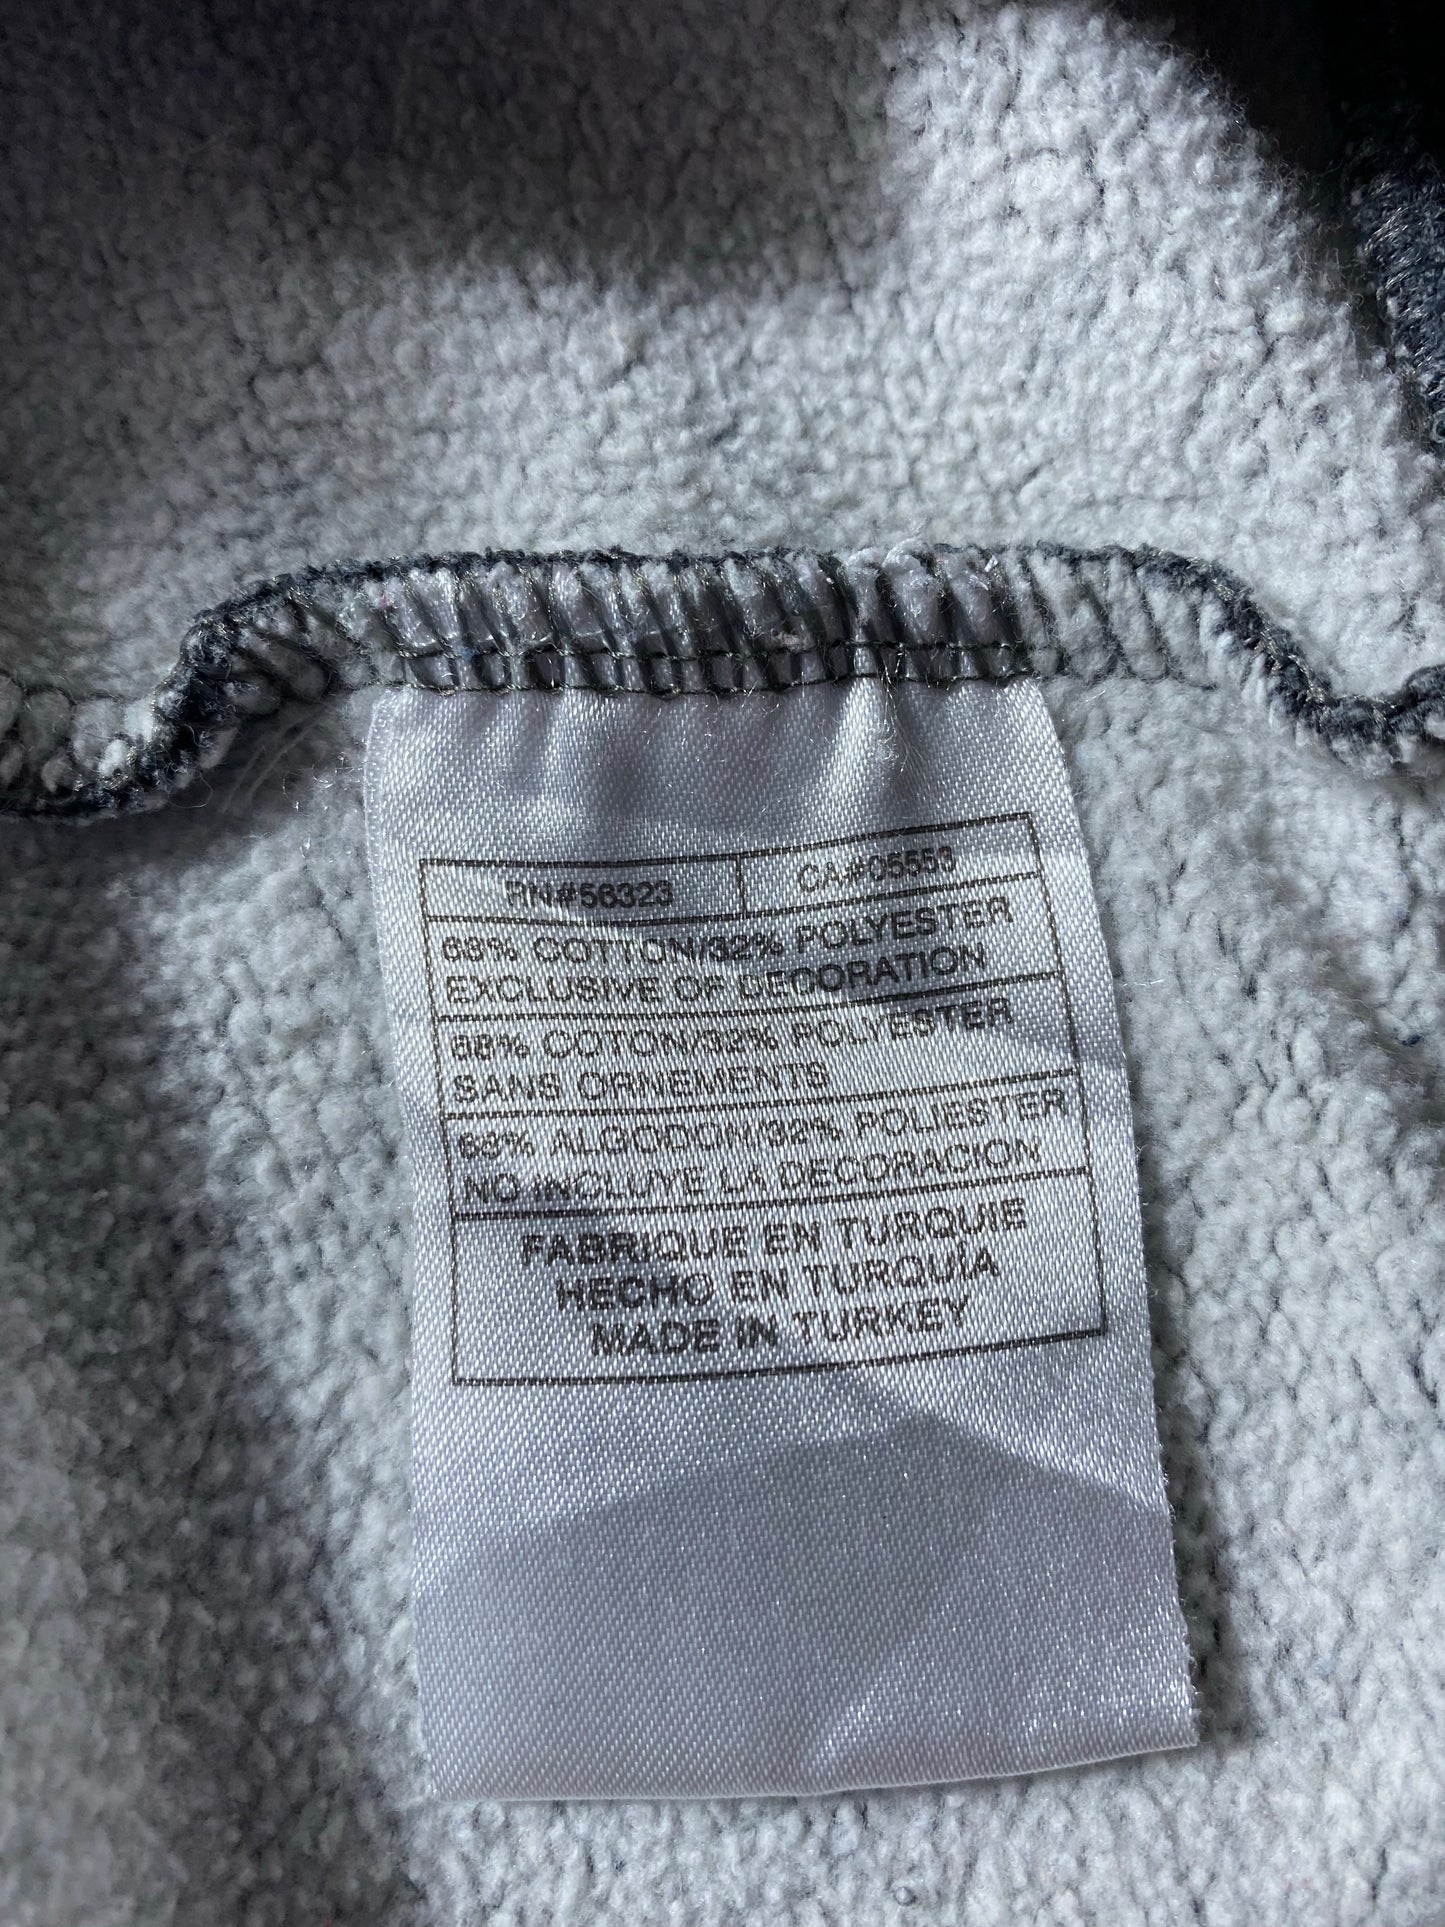 RN#56323 CA#05553
68% COTTON/32% POLYESTER
EXCLUSIVE OF DECORATION
68% COTON/32% POLYESTER
SANS ORNEMENTS
68% ALGODON/32% POLIESTER
NO INCLUYE LA DECORACION
FABRIQUE EN TURQUIE
HECHO EN TURQUÍA
MADE IN TURKEY